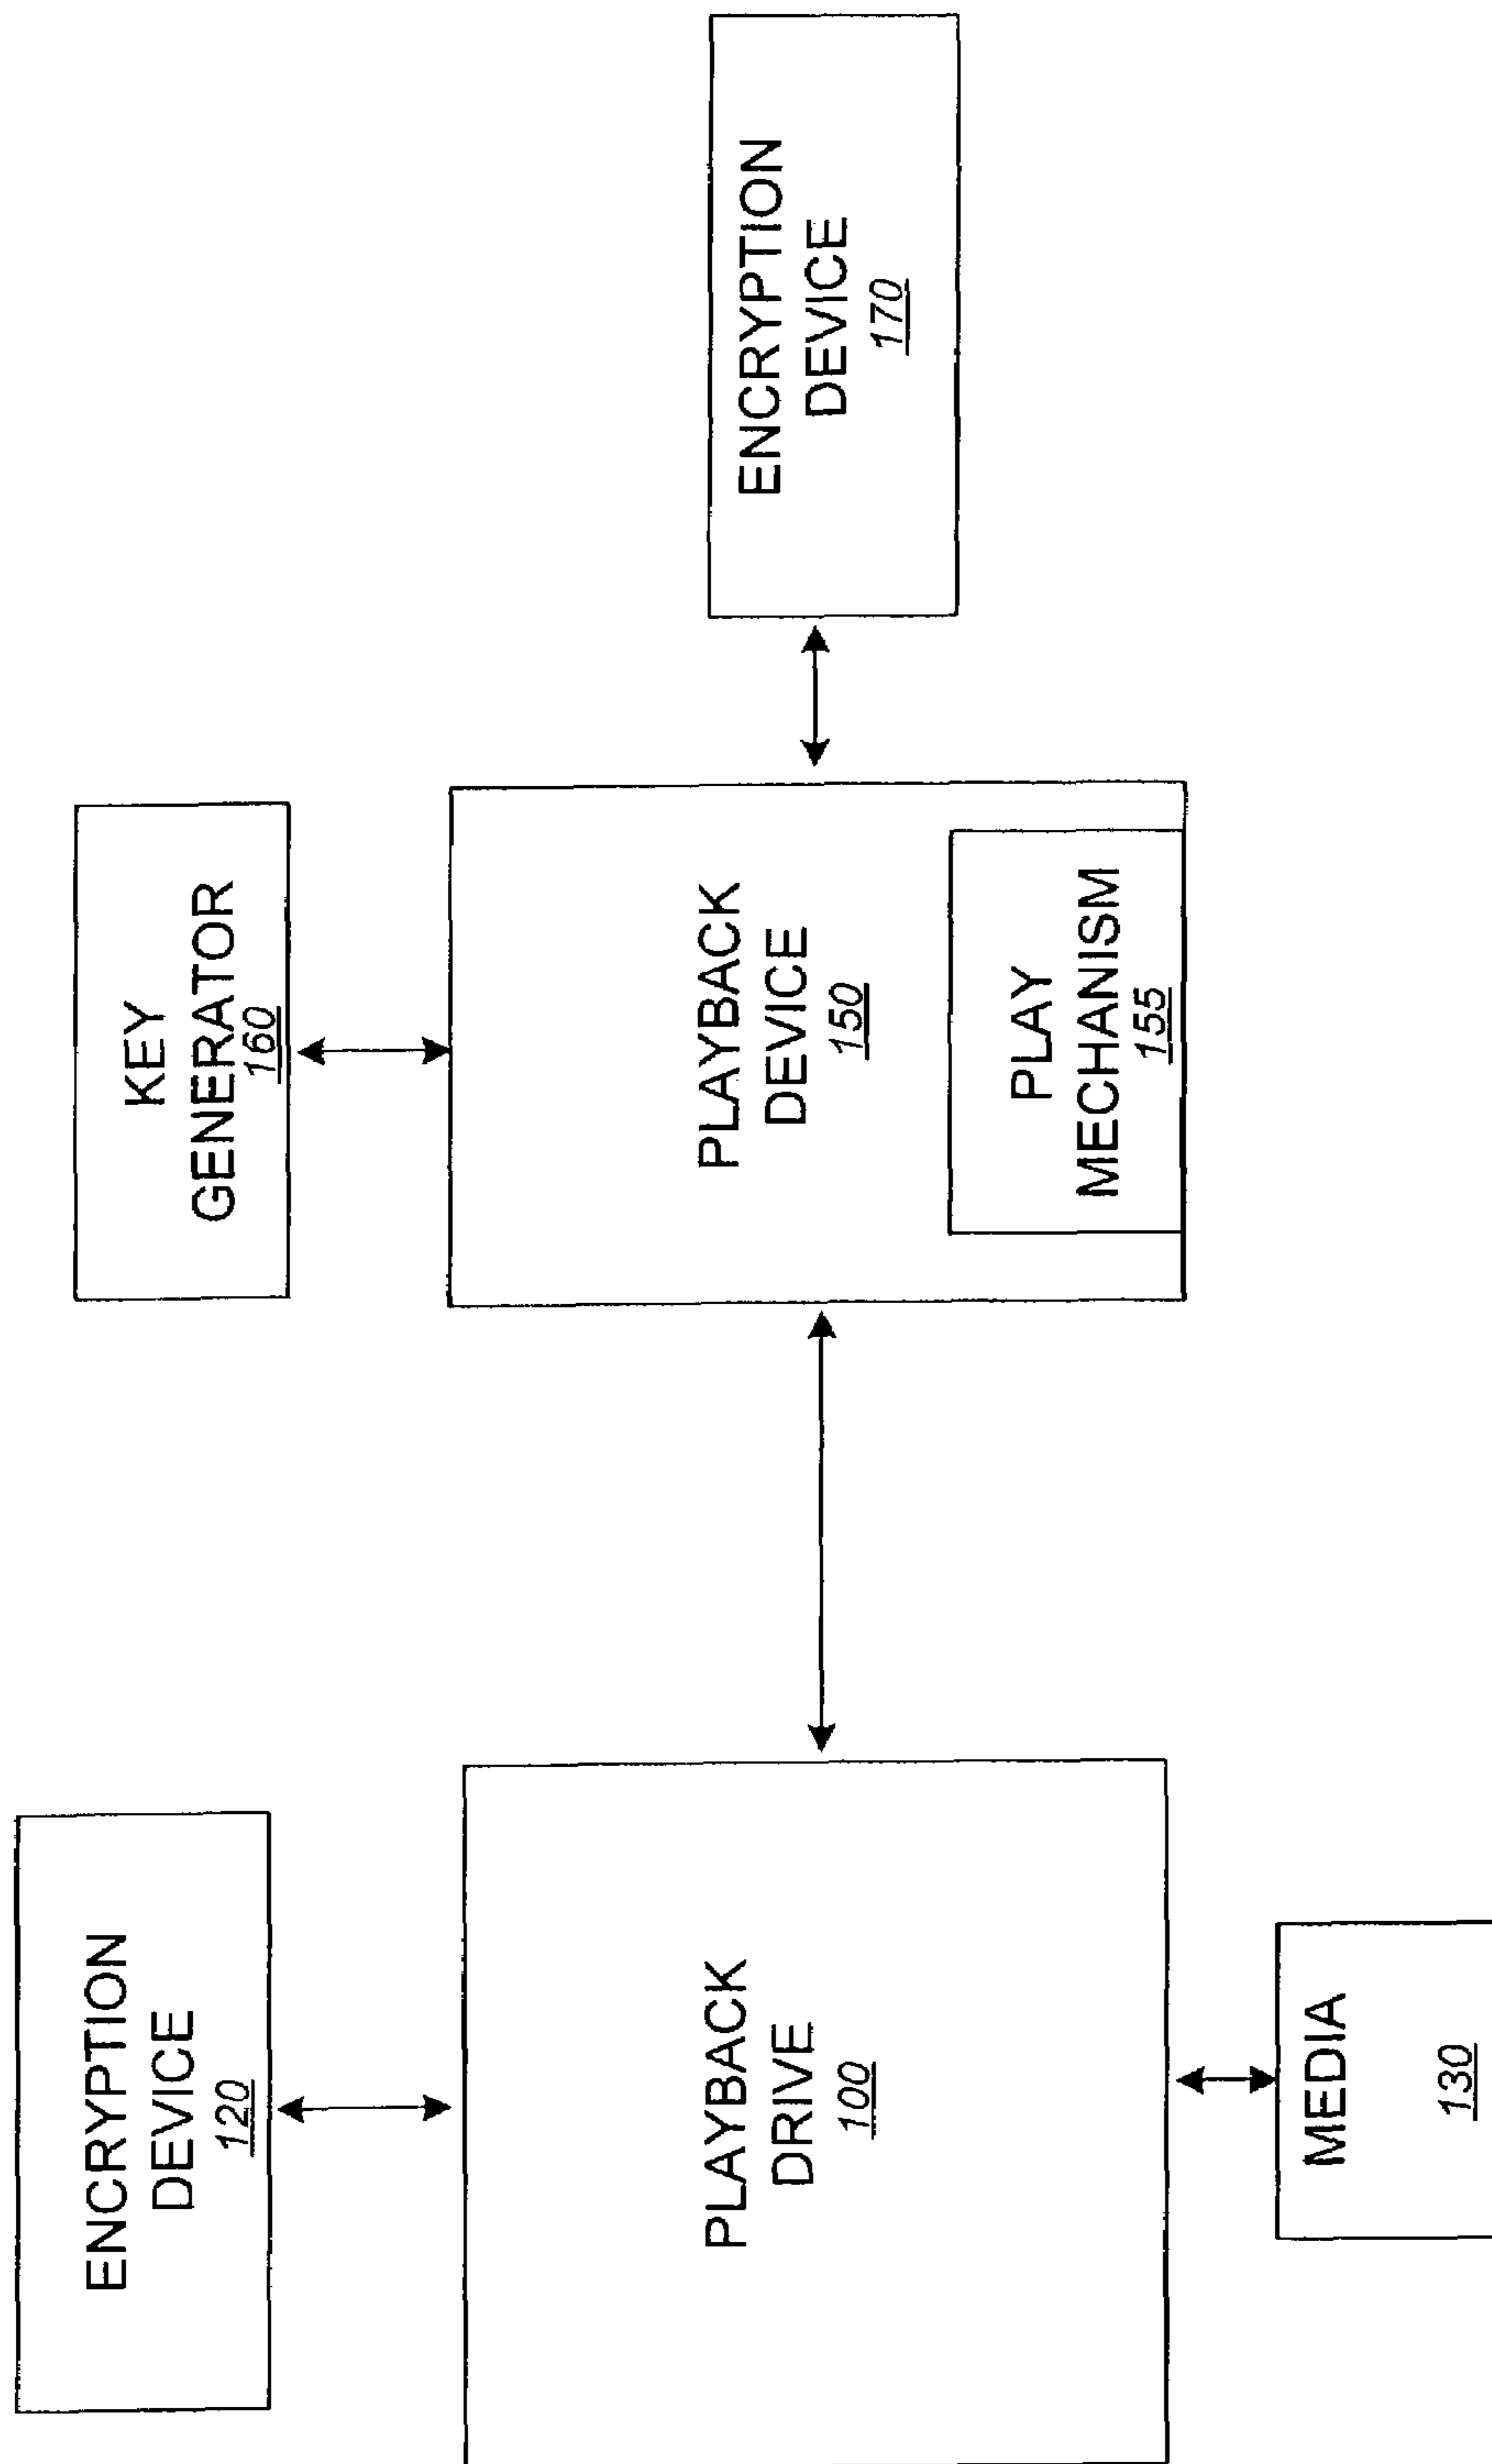 ENCRYPTION
DEVICE
120
PLAYBACK
DRIVE
100
MEDIA
130
KEY
GENERATOR
160
PLAYBACK
DEVICE
150
PLAY
MECHANISM
155
ENCRYPTION
DEVICE
170